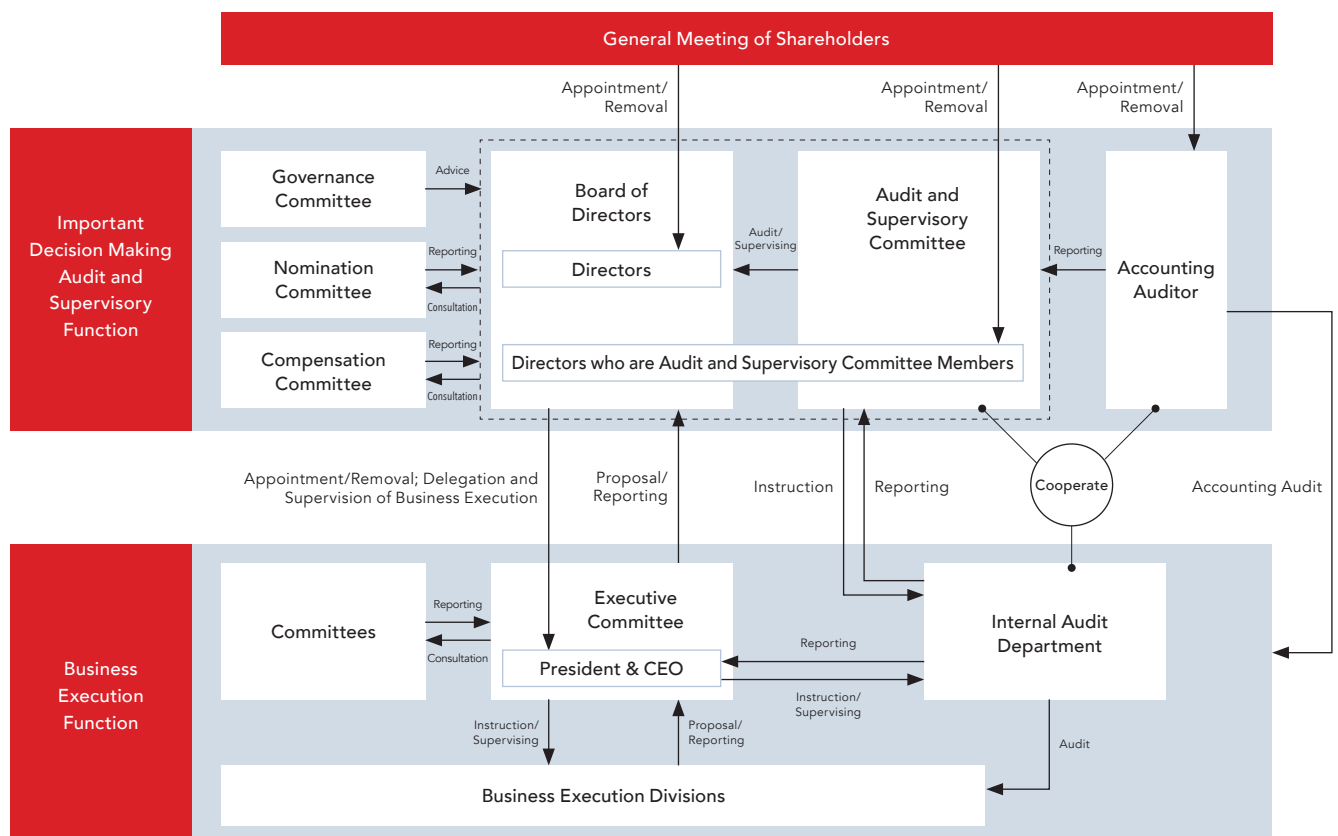 General Meeting of Shareholders
Appointment/
Removal
Appointment/
Removal
Appointment/
Removal
Important
Decision Making
Audit and
Supervisory
Function
Governance
Committee
Advice
Nomination
Committee
Reporting
Consultation
Compensation
Committee
Reporting
Consultation
Board of
Directors
Directors
Audit/
Supervising
Audit and
Supervisory
Committee
Directors who are Audit and Supervisory Committee Members
Reporting
Accounting
Auditor
Appointment/Removal; Delegation and
Supervision of Business Execution
Proposal/
Reporting
Instruction
Reporting
Cooperate
Accounting Audit
Business
Execution
Function
Committees
Reporting
Consultation
Executive
Committee
President & CEO
Reporting
Instruction/
Supervising
Internal Audit
Department
Instruction/
Supervising
Proposal/
Reporting
Audit
Business Execution Divisions